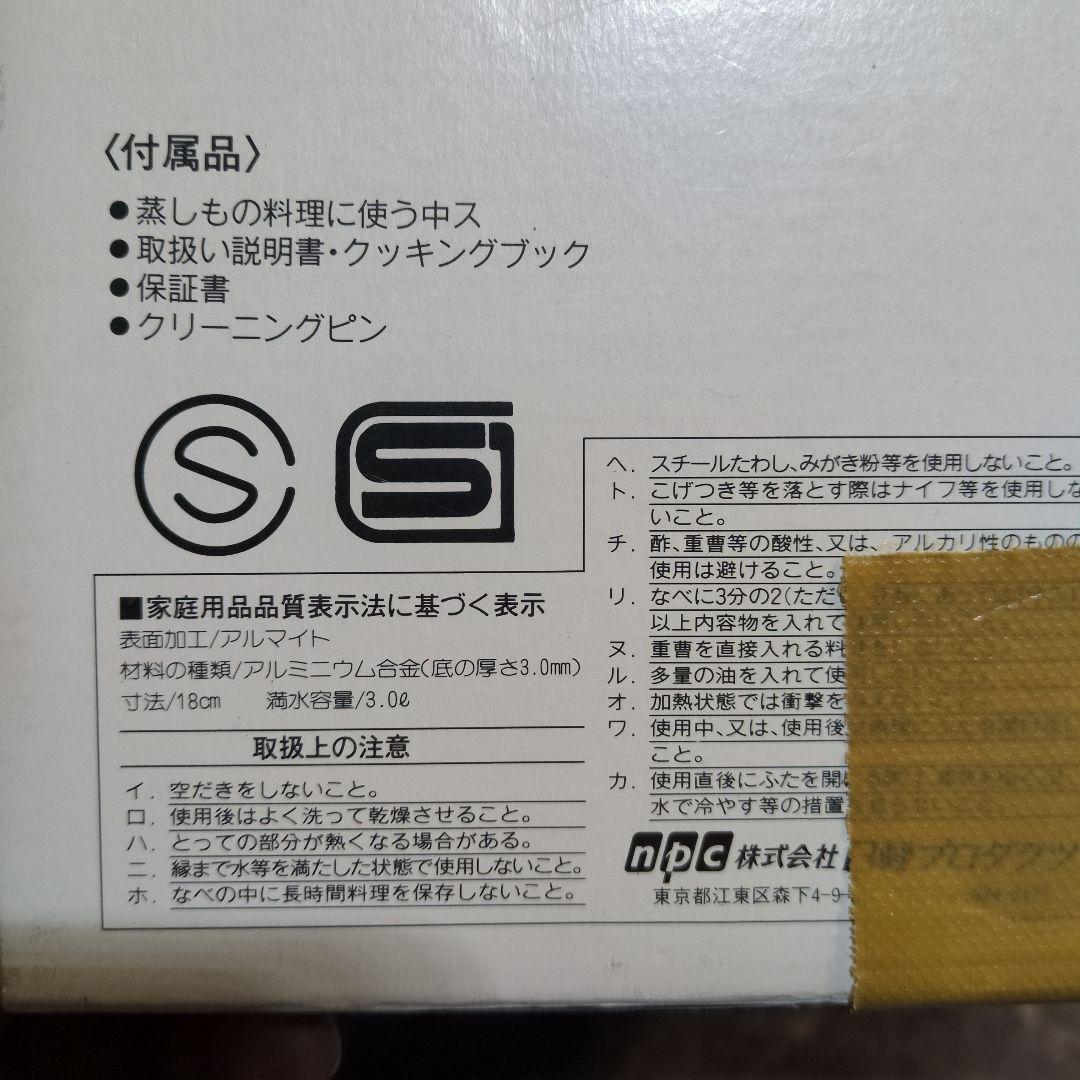 〈付属品〉
●蒸しもの料理に使う中ス
●取扱い説明書・クッキングブック
●保証書
●クリーニングピン
S
SG
■家庭用品品質表示法に基づく表示
表面加工/アルマイト
材料の種類/アルミニウム合金(底の厚さ3.0mm)
寸法/18cm 満水容量/3.0ℓ
取扱上の注意
イ. 空だきをしないこと。
ロ. 使用後はよく洗って乾燥させること。
ハ. とっての部分が熱くなる場合がある。
ニ. 縁まで水等を満たした状態で使用しないこと。
ホ. なべの中に長時間料理を保存しないこと。
ヘ. スチールたわし、みがき粉等を使用しないこと。
ト. こげつき等を落とす際はナイフ等を使用しな
いこと。
チ. 酢、重曹等の酸性、又は、アルカリ性のものの
使用は避けること。
リ. なべに3分の2(ただ
以上内容物を入れて
ヌ. 重曹を直接入れる料
ル. 多量の油を入れて使
オ. 加熱状態では衝撃を
ワ. 使用中、又は、使用後
こと。
カ. 使用直後にふたを開
水で冷やす等の措置
npc 株式会社
東京都江東区森下4-9